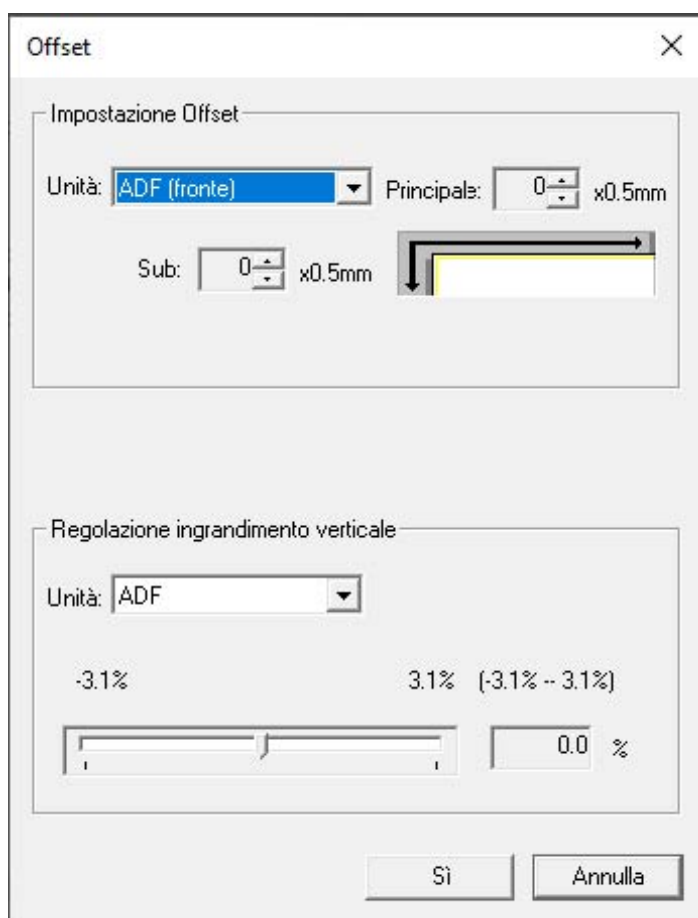 Offset
Impostazione Offset
Unità: ADF (fronte) Principale: 0 x0.5mm
Sub: 0 x0.5mm
Regolazione ingrandimento verticale
Unità: ADF
-3.1% 3.1% (-3.1% -- 3.1%)
0.0 %
Sì Annulla